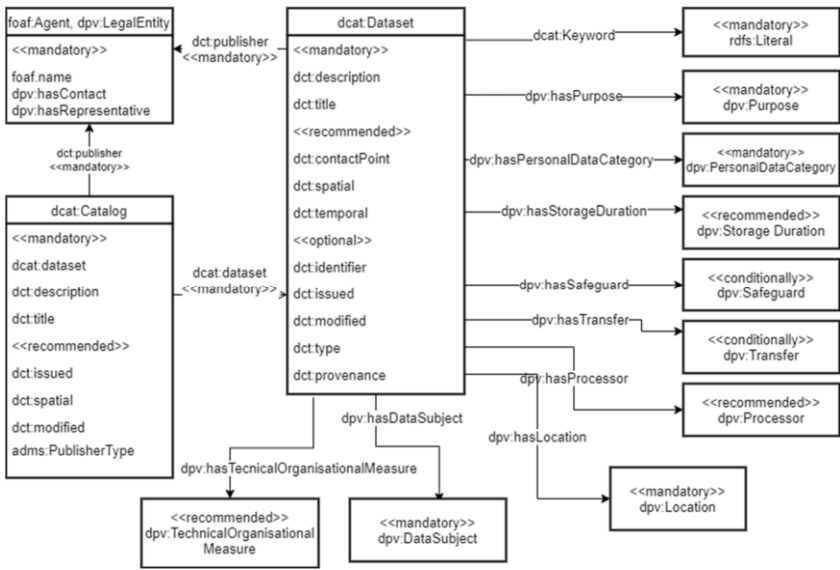 foaf:Agent, dpv:LegalEntity
<<mandatory>>
foaf.name
dpv:hasContact
dpv:hasRepresentative
dct:publisher
<<mandatory>>
dct:publisher
<<mandatory>>
dcat:Catalog
<<mandatory>>
dcat:dataset
dct:description
dct:title
<<recommended>>
dct:issued
dct:spatial
dct:modified
adms:PublisherType
dcat:dataset
<<mandatory>>
dcat:Dataset
<<mandatory>>
dct:description
dct:title
<<recommended>>
dct:contactPoint
dct:spatial
dct:temporal
<<optional>>
dct:identifier
dct:issued
dct:modified
dct:type
dct:provenance
dcat:Keyword
<<mandatory>>
rdfs:Literal
dpv:hasPurpose
<<mandatory>>
dpv:Purpose
dpv:hasPersonalDataCategory
<<mandatory>>
dpv:PersonalDataCategory
dpv:hasStorageDuration
<<recommended>>
dpv:Storage Duration
dpv:hasSafeguard
<<conditionally>>
dpv:Safeguard
dpv:hasTransfer
<<conditionally>>
dpv:Transfer
dpv:hasProcessor
<<recommended>>
dpv:Processor
dpv:hasLocation
<<mandatory>>
dpv:Location
dpv:hasDataSubject
<<mandatory>>
dpv:DataSubject
dpv:hasTecnicalOrganisationalMeasure
<<recommended>>
dpv:TechnicalOrganisational
Measure